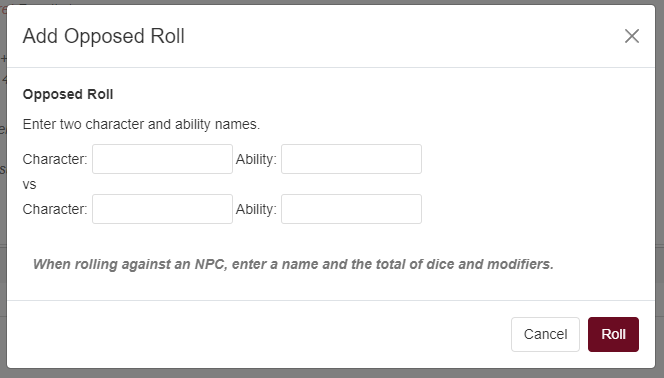 Add Opposed Roll
Opposed Roll
Enter two character and ability names.
Character: Ability:
vs
Character: Ability:
When rolling against an NPC, enter a name and the total of dice and modifiers.
Cancel Roll